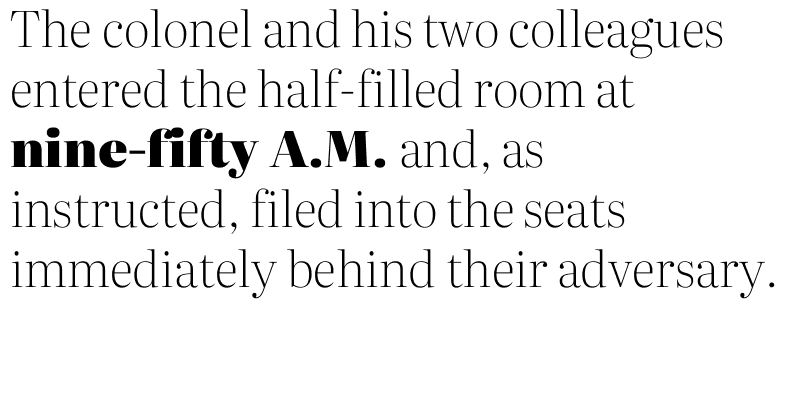 The colonel and his two colleagues
entered the half-filled room at
nine-fifty A.M. and, as
instructed, filed into the seats
immediately behind their adversary.